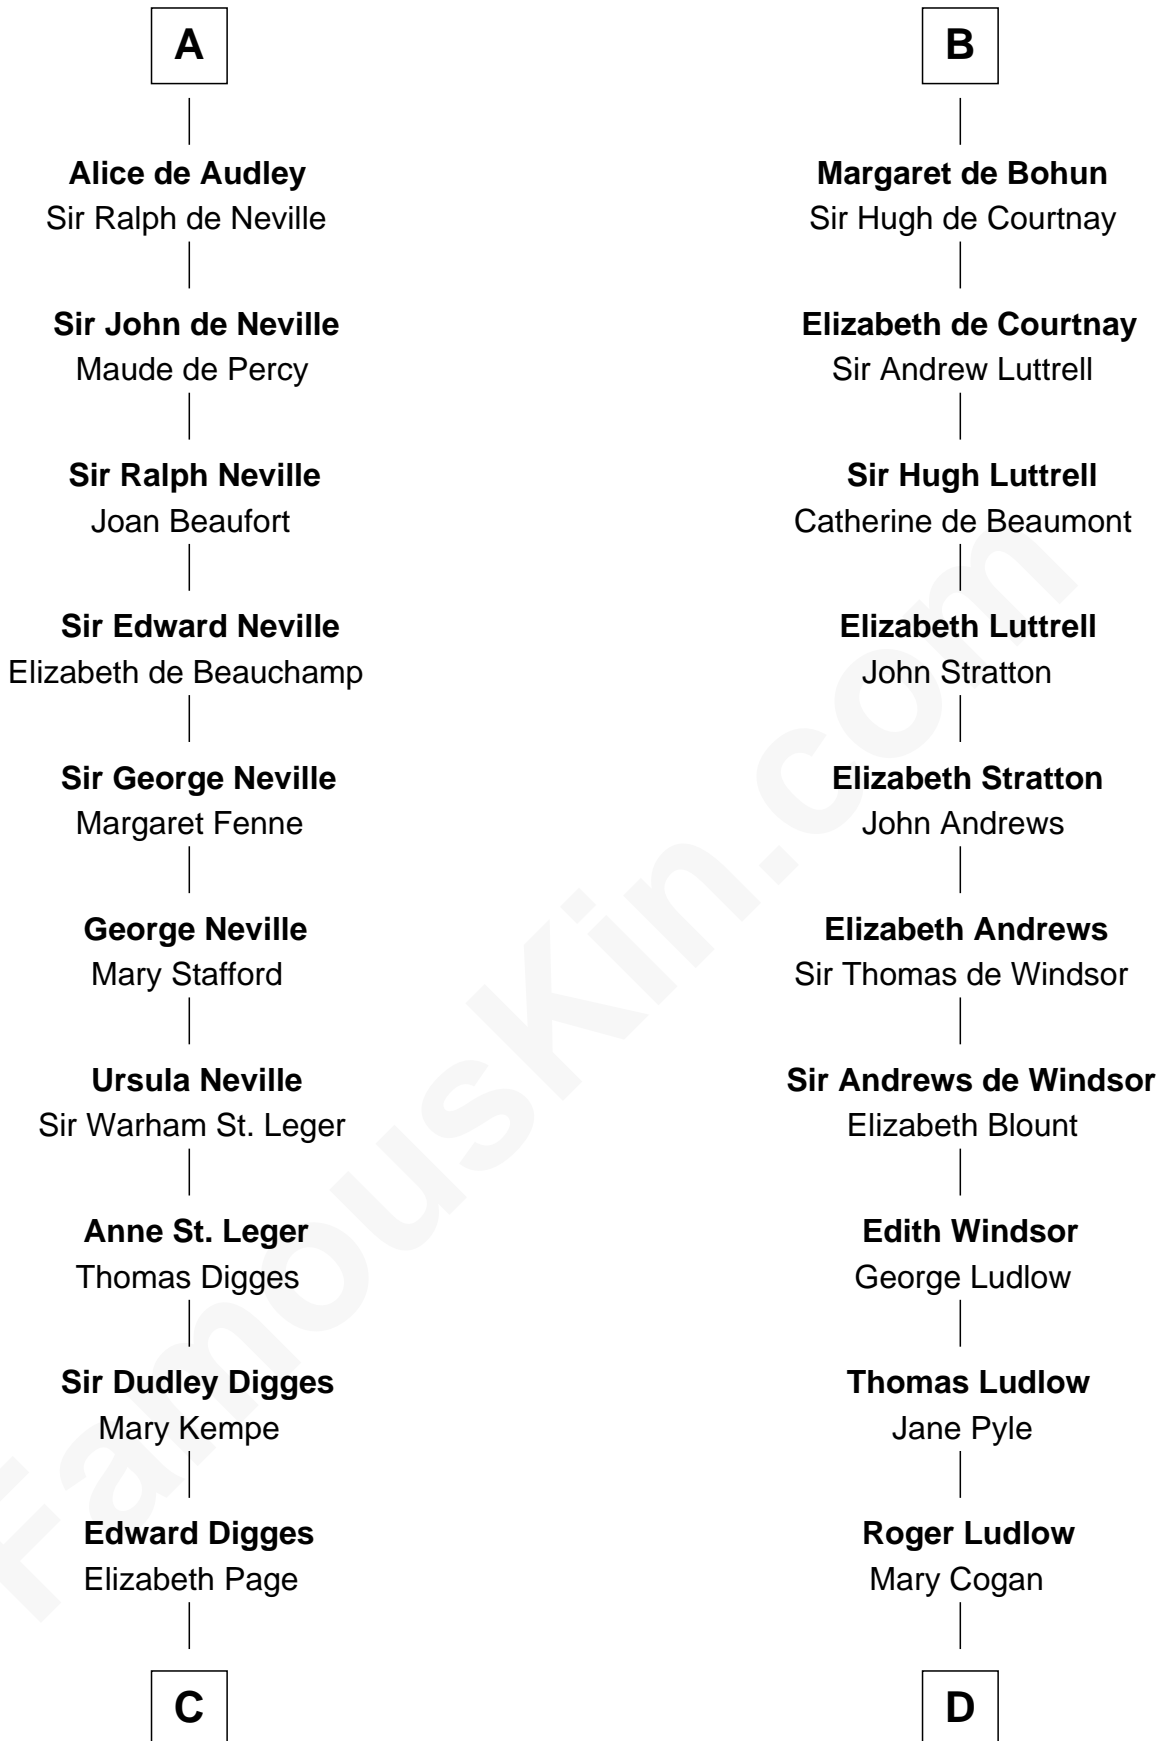 A
Alice de Audley
Sir Ralph de Neville
Sir John de Neville
Maude de Percy
Sir Ralph Neville
Joan Beaufort
Sir Edward Neville
Elizabeth de Beauchamp
Sir George Neville
Margaret Fenne
George Neville
Mary Stafford
Ursula Neville
Sir Warham St. Leger
Anne St. Leger
Thomas Digges
Sir Dudley Digges
Mary Kempe
Edward Digges
Elizabeth Page
C
B
Margaret de Bohun
Sir Hugh de Courtnay
Elizabeth de Courtnay
Sir Andrew Luttrell
Sir Hugh Luttrell
Catherine de Beaumont
Elizabeth Luttrell
John Stratton
Elizabeth Stratton
John Andrews
Elizabeth Andrews
Sir Thomas de Windsor
Sir Andrews de Windsor
Elizabeth Blount
Edith Windsor
George Ludlow
Thomas Ludlow
Jane Pyle
Roger Ludlow
Mary Cogan
D
FamousKin.com